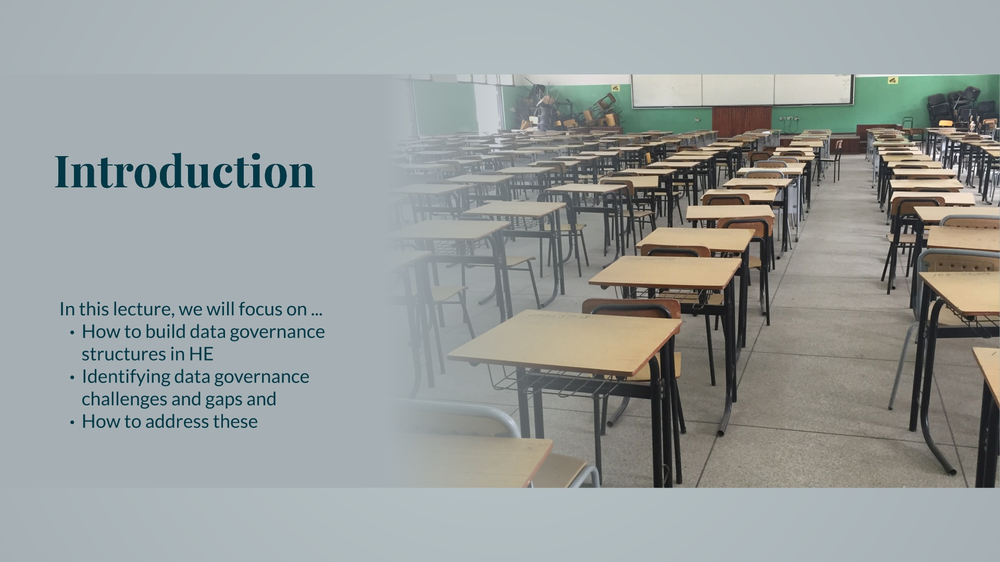 Introduction
In this lecture, we will focus on ...
• How to build data governance
structures in HE
• Identifying data governance
challenges and gaps and
• How to address these